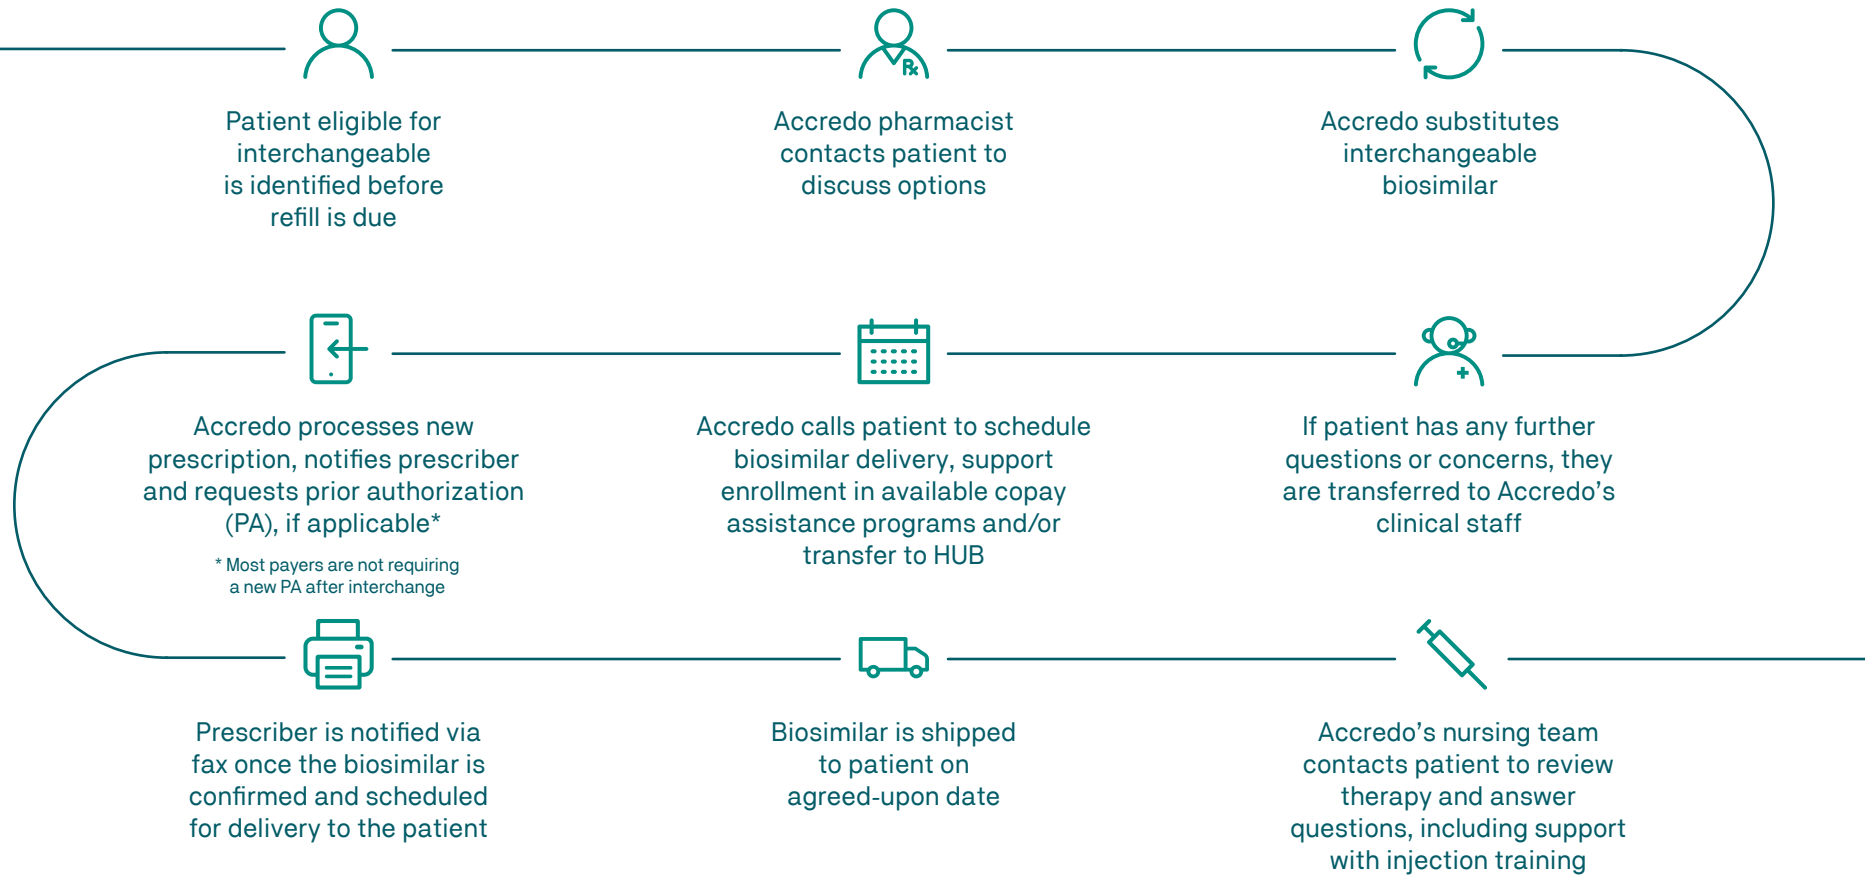 Rx
Patient eligible for
interchangeable
is identified before
refill is due
Accredo pharmacist
contacts patient to
discuss options
Accredo substitutes
interchangeable
biosimilar
If patient has any further
questions or concerns, they
are transferred to Accredo’s
clinical staff
Accredo calls patient to schedule
biosimilar delivery, support
enrollment in available copay
assistance programs and/or
transfer to HUB
Accredo processes new
prescription, notifies prescriber
and requests prior authorization
(PA), if applicable*
* Most payers are not requiring
a new PA after interchange
Prescriber is notified via
fax once the biosimilar is
confirmed and scheduled
for delivery to the patient
Biosimilar is shipped
to patient on
agreed-upon date
Accredo’s nursing team
contacts patient to review
therapy and answer
questions, including support
with injection training